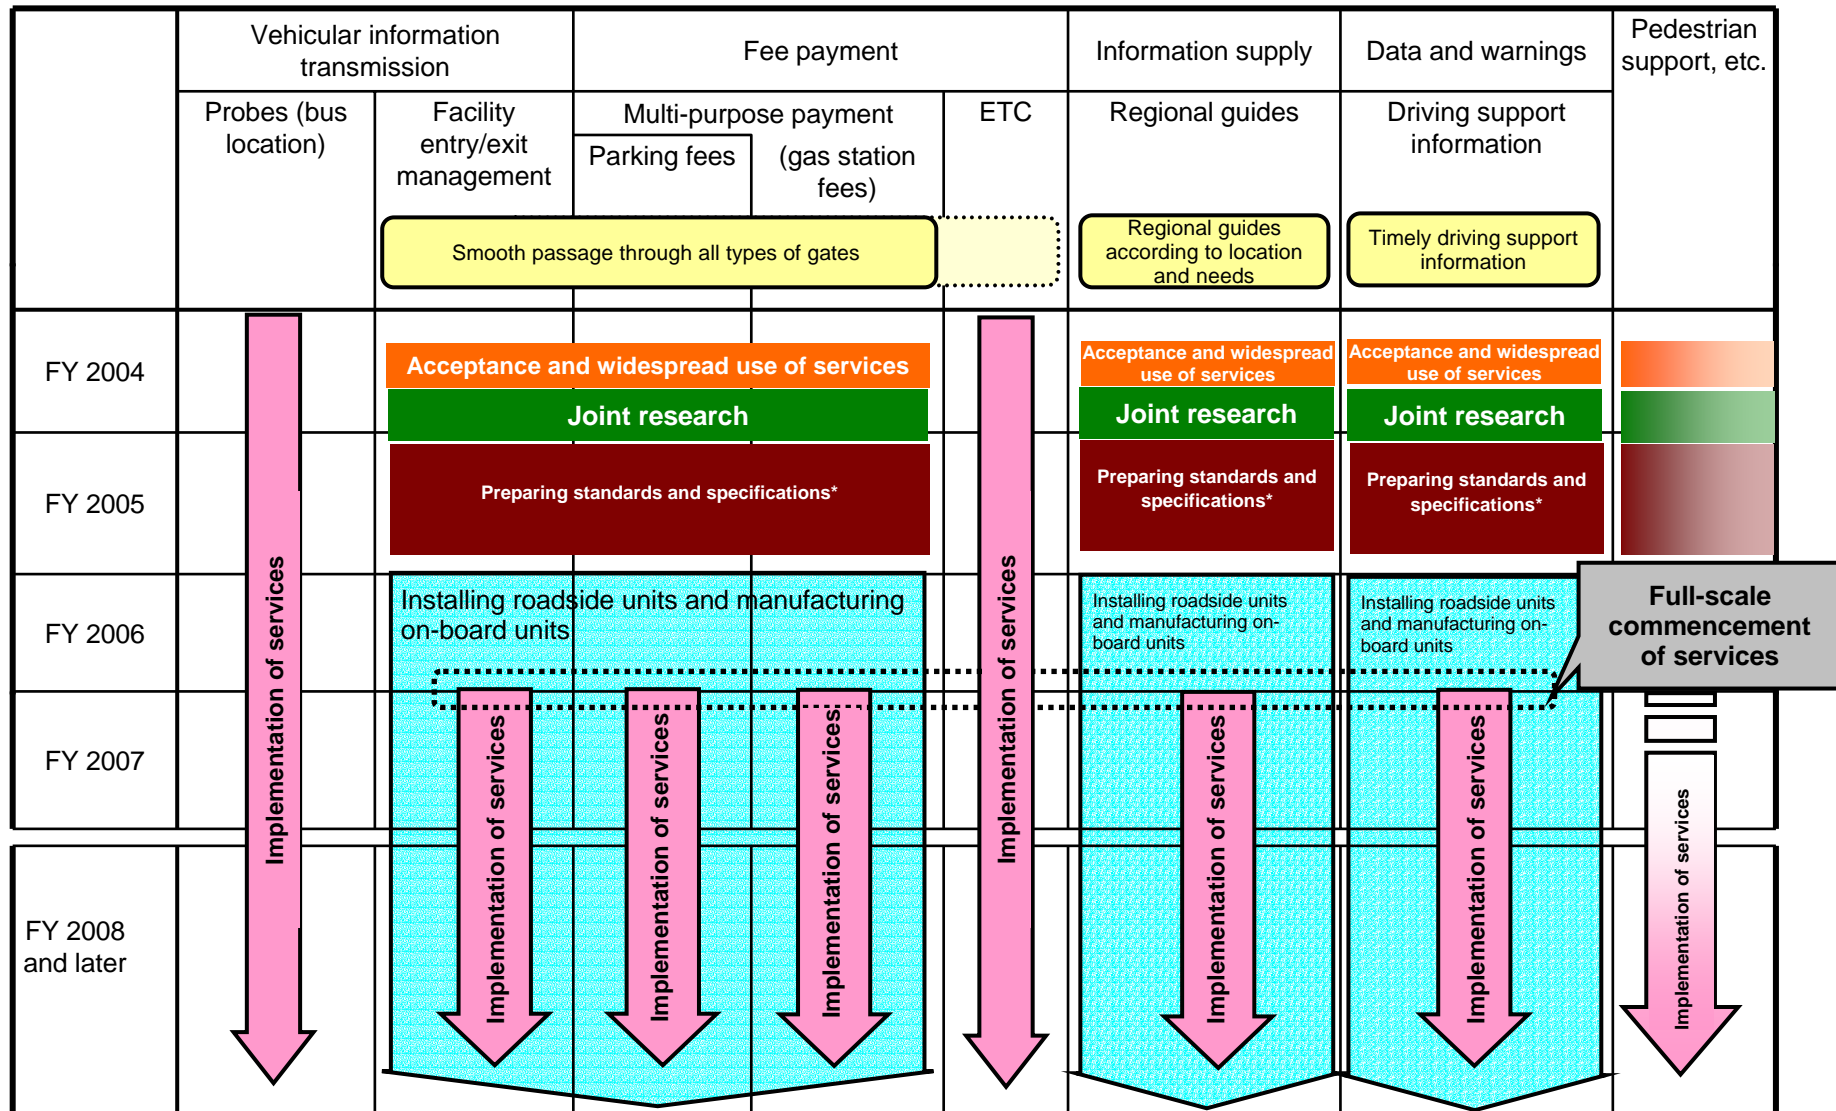 Vehicular information
transmission
Fee payment
Information supply
Data and warnings
Pedestrian
support, etc.
Probes (bus
location)
Facility
entry/exit
management
Multi-purpose payment
Parking fees
(gas station
fees)
ETC
Regional guides
Driving support
information
Smooth passage through all types of gates
Regional guides
according to location
and needs
Timely driving support
information
FY 2004
Acceptance and widespread use of services
Acceptance and widespread
use of services
Acceptance and widespread
use of services
Joint research
Joint research
Joint research
FY 2005
Preparing standards and specifications*
Preparing standards and
specifications*
Preparing standards and
specifications*
FY 2006
Installing roadside units and manufacturing
on-board units
Installing roadside units
and manufacturing on-
board units
Installing roadside units
and manufacturing on-
board units
Full-scale
commencement
of services
FY 2007
FY 2008
and later
Implementation of services
Implementation of services
Implementation of services
Implementation of services
Implementation of services
Implementation of services
Implementation of services
Implementation of services